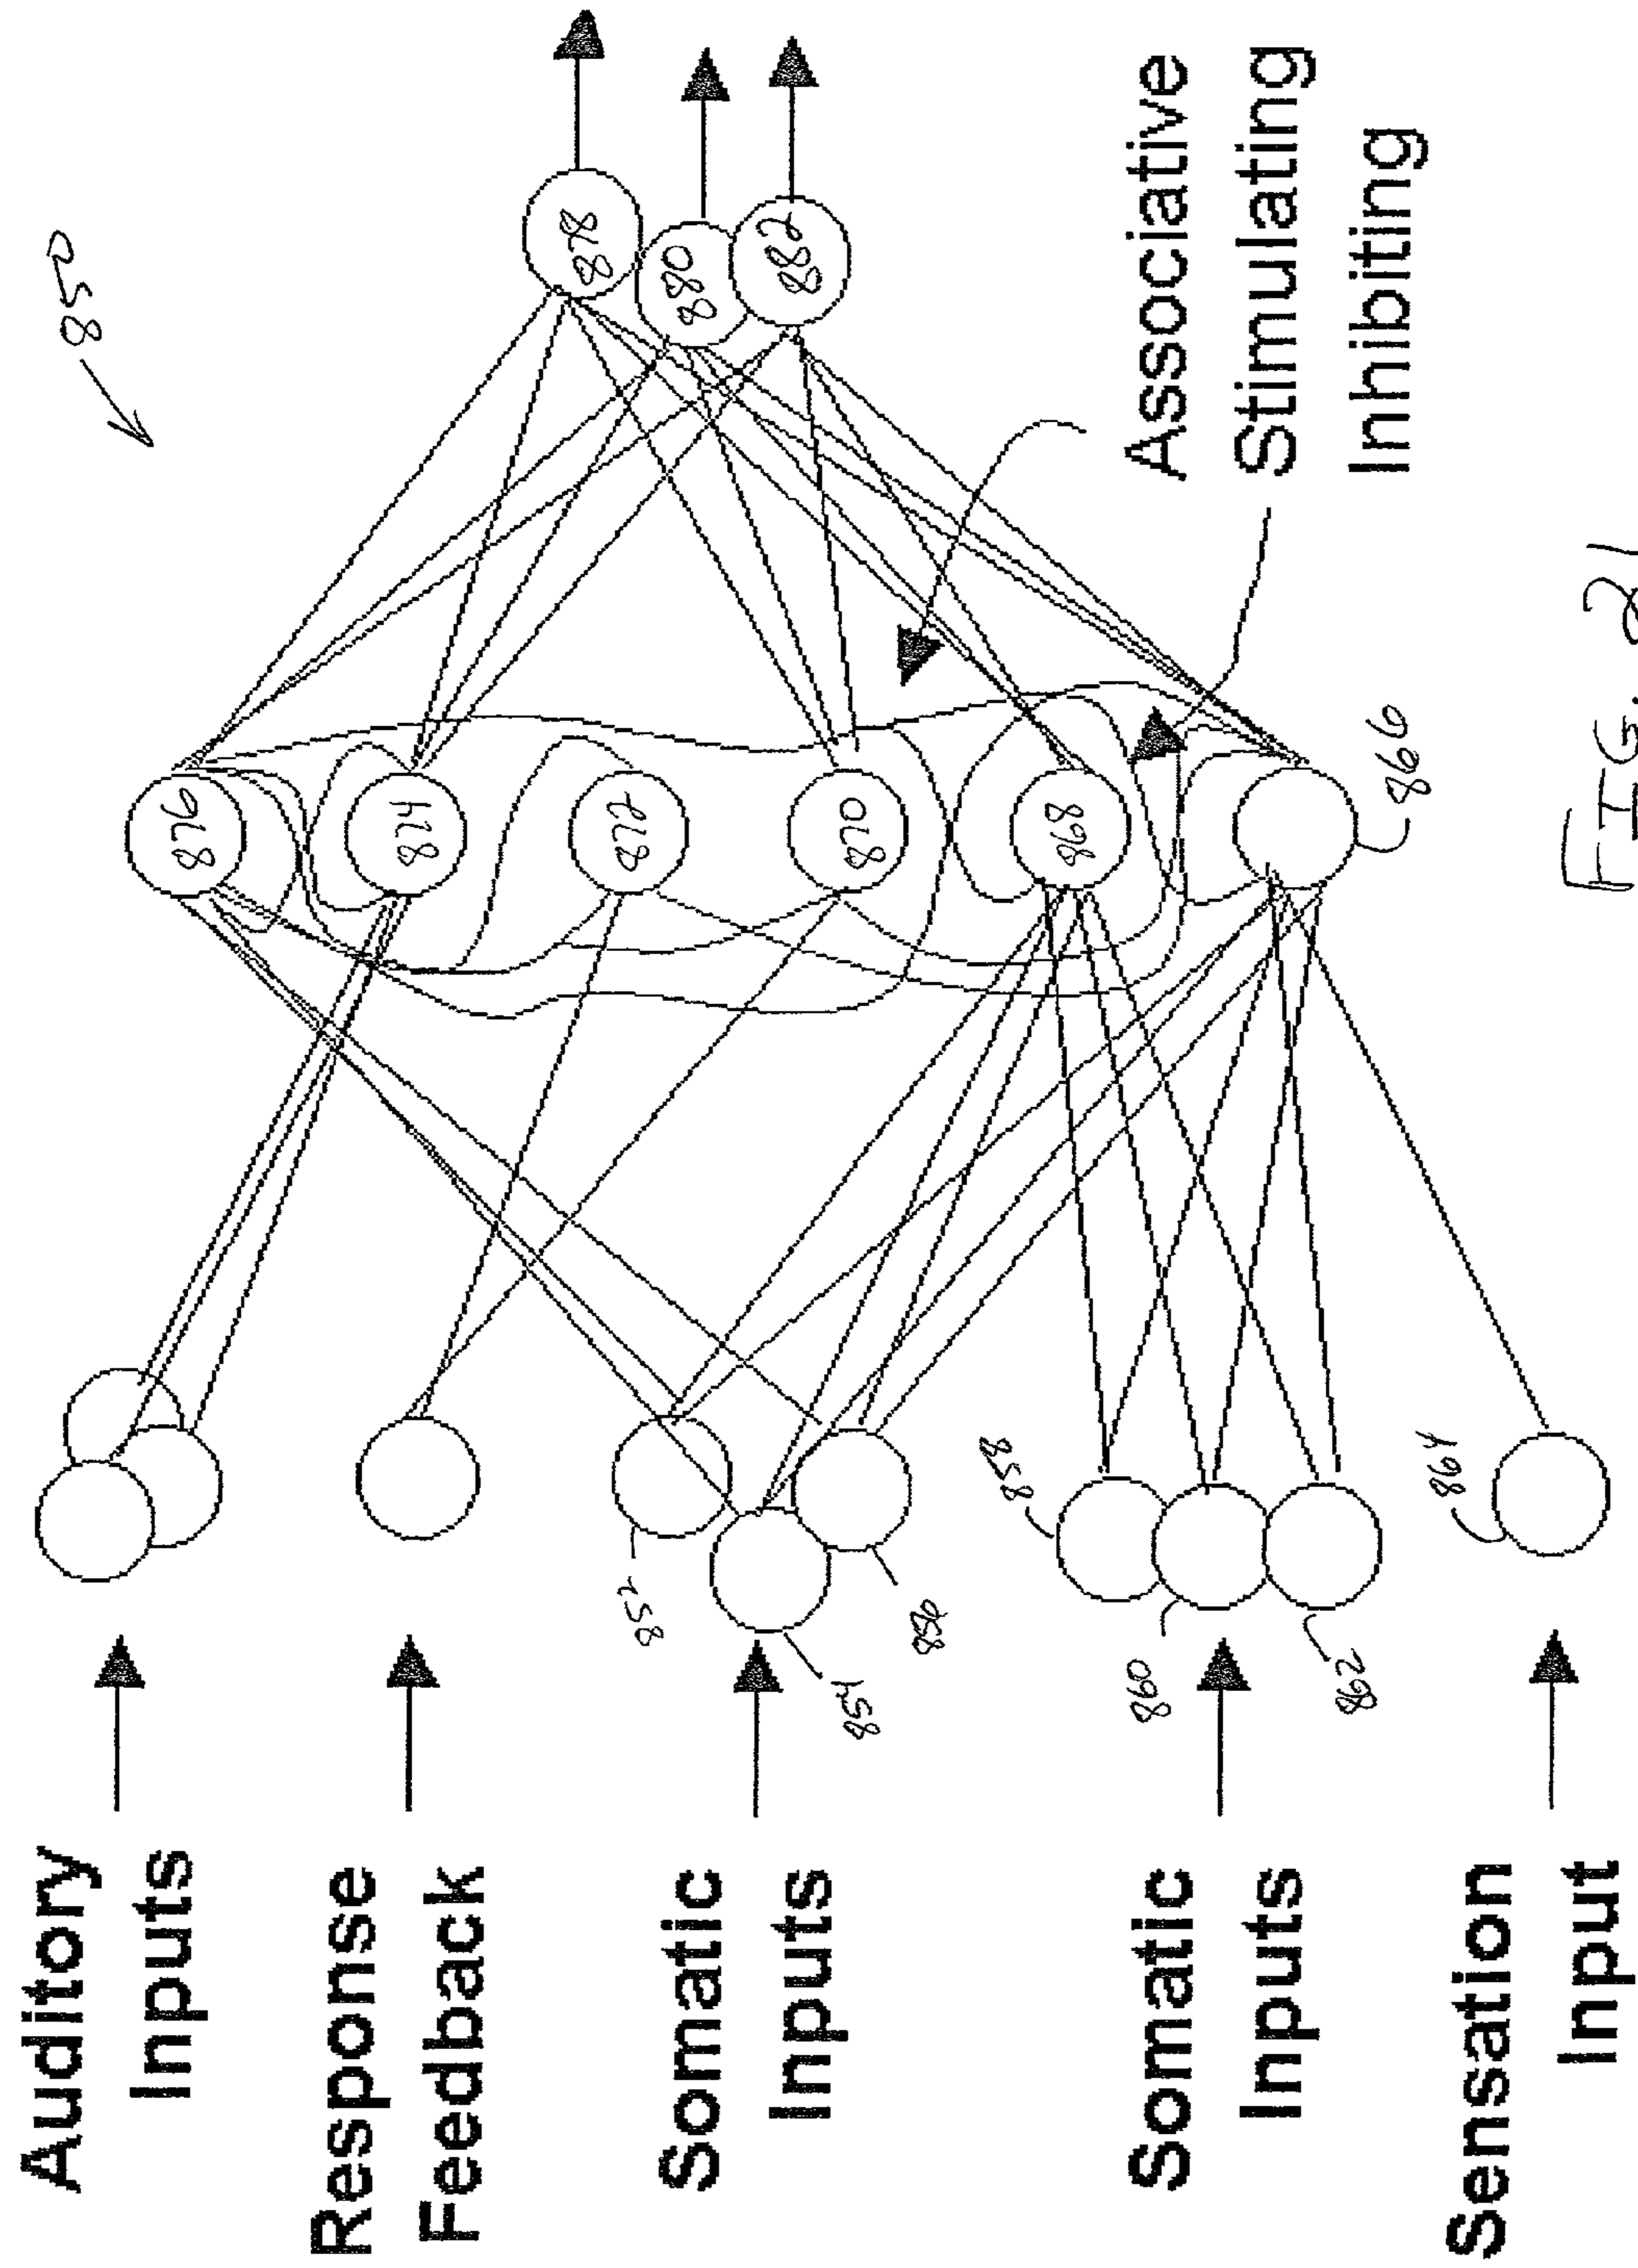 850
Auditory
Inputs
Response
Feedback
Somatic
Inputs
Somatic
Inputs
Sensation
Input
852
854
856
858
860
862
864
876
874
872
870
868
866
878
880
882
Associative
Stimulating
Inhibiting
FIG. 21